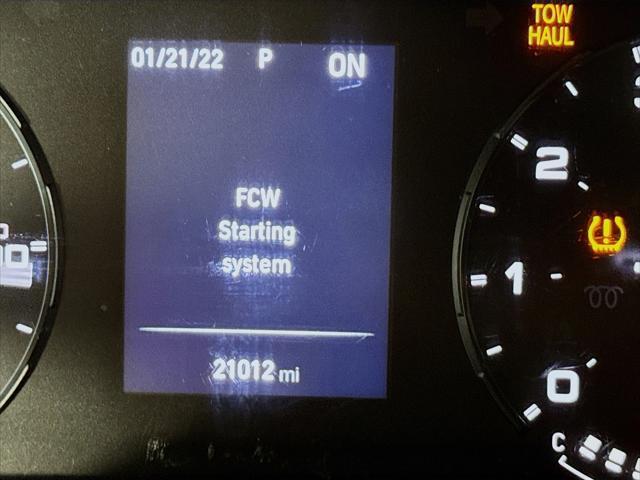 01/21/22 P ON
TOW
HAUL
FCW
Starting
system
21012 mi
2
1
0
C